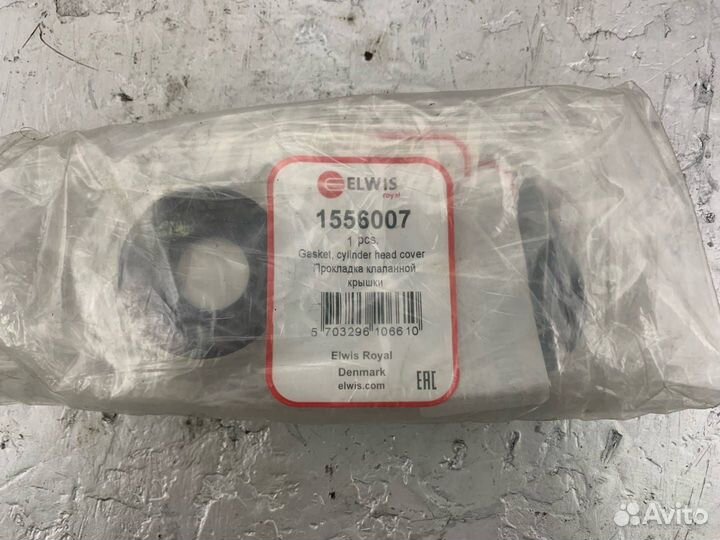 ELWIS
royal
1556007
1 pcs.
Gasket, cylinder head cover
Прокладка клапанной
крышки
5 703296 106610
Elwis Royal
Denmark
elwis.com
EAC
Avito